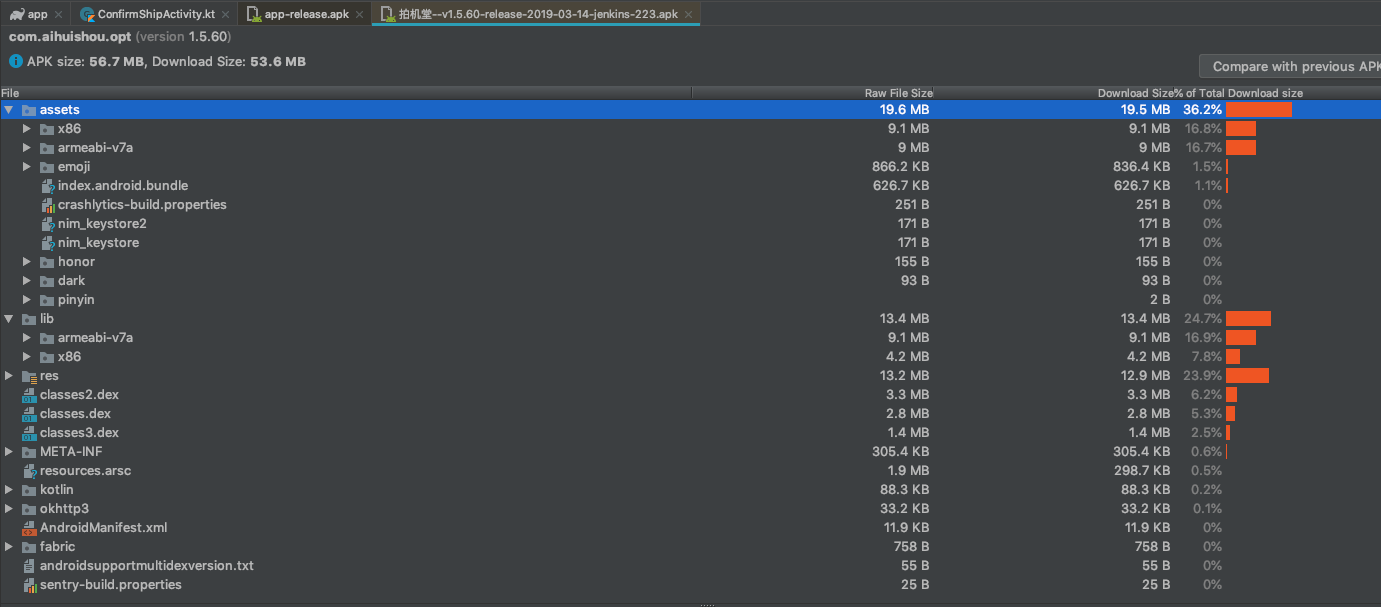 app ConfirmShipActivity.kt app-release.apk 拍机堂--v1.5.60-release-2019-03-14-jenkins-223.apk
com.aihuishou.opt (version 1.5.60)
APK size: 56.7 MB, Download Size: 53.6 MB
Compare with previous APK
File Raw File Size Download Size % of Total Download size
assets 19.6 MB 19.5 MB 36.2%
x86 9.1 MB 9.1 MB 16.8%
armeabi-v7a 9 MB 9 MB 16.7%
emoji 866.2 KB 836.4 KB 1.5%
index.android.bundle 626.7 KB 626.7 KB 1.1%
crashlytics-build.properties 251 B 251 B 0%
nim_keystore2 171 B 171 B 0%
nim_keystore 171 B 171 B 0%
honor 155 B 155 B 0%
dark 93 B 93 B 0%
pinyin 2 B 0%
lib 13.4 MB 13.4 MB 24.7%
armeabi-v7a 9.1 MB 9.1 MB 16.9%
x86 4.2 MB 4.2 MB 7.8%
res 13.2 MB 12.9 MB 23.9%
classes2.dex 3.3 MB 3.3 MB 6.2%
classes.dex 2.8 MB 2.8 MB 5.3%
classes3.dex 1.4 MB 1.4 MB 2.5%
META-INF 305.4 KB 305.4 KB 0.6%
resources.arsc 1.9 MB 298.7 KB 0.5%
kotlin 88.3 KB 88.3 KB 0.2%
okhttp3 33.2 KB 33.2 KB 0.1%
AndroidManifest.xml 11.9 KB 11.9 KB 0%
fabric 758 B 758 B 0%
androidsupportmultidexversion.txt 55 B 55 B 0%
sentry-build.properties 25 B 25 B 0%